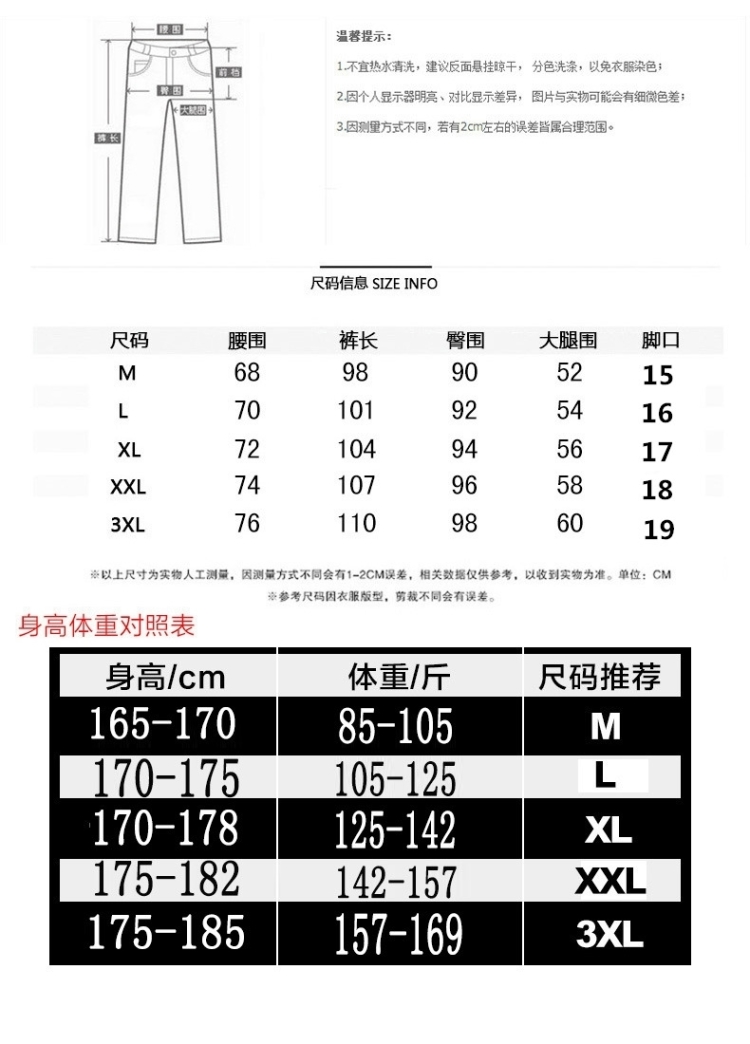 腰围
前档
臀围
大腿围
裤长
温馨提示：
1.不宜热水清洗，建议反面悬挂晾干， 分色洗涤，以免衣服染色；
2.因个人显示器明亮、对比显示差异， 图片与实物可能会有细微色差；
3.因测量方式不同，若有2cm左右的误差皆属合理范围。
尺码信息 SIZE INFO
尺码 腰围 裤长 臀围 大腿围 脚口
M 68 98 90 52 15
L 70 101 92 54 16
XL 72 104 94 56 17
XXL 74 107 96 58 18
3XL 76 110 98 60 19
※以上尺寸为实物人工测量，因测量方式不同会有1-2CM误差，相关数据仅供参考，以收到实物为准。单位：CM
※参考尺码因衣服版型，剪裁不同会有误差。
身高体重对照表
身高/cm 体重/斤 尺码推荐
165-170 85-105 M
170-175 105-125 L
170-178 125-142 XL
175-182 142-157 XXL
175-185 157-169 3XL